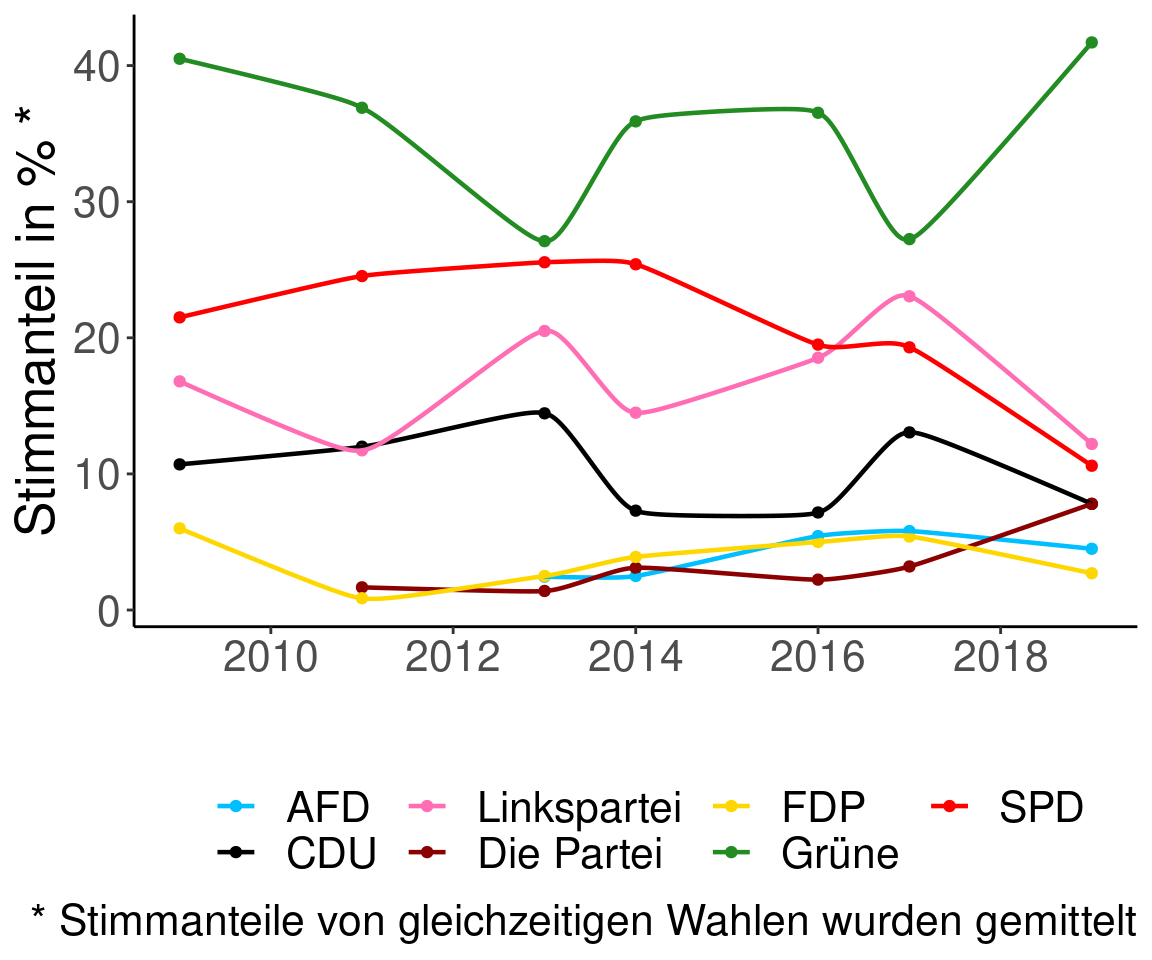 Stimmanteil in % *
40
30
20
10
0
2010 2012 2014 2016 2018
AFD Linkspartei FDP SPD
CDU Die Partei Grüne
* Stimmanteile von gleichzeitigen Wahlen wurden gemittelt